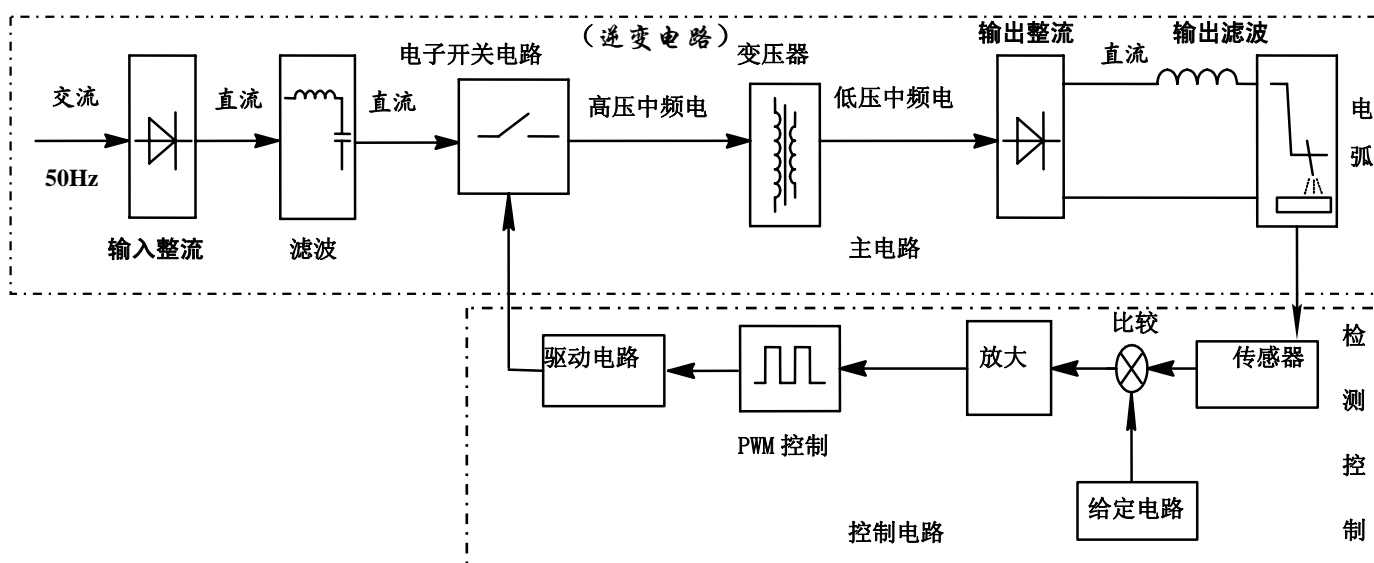 （逆变电路）
输出整流
输出滤波
电子开关电路
变压器
直流
交流
直流
直流
高压中频电
低压中频电
电弧
50Hz
输入整流
滤波
主电路
比较
检测控制
驱动电路
放大
传感器
PWM 控制
给定电路
控制电路